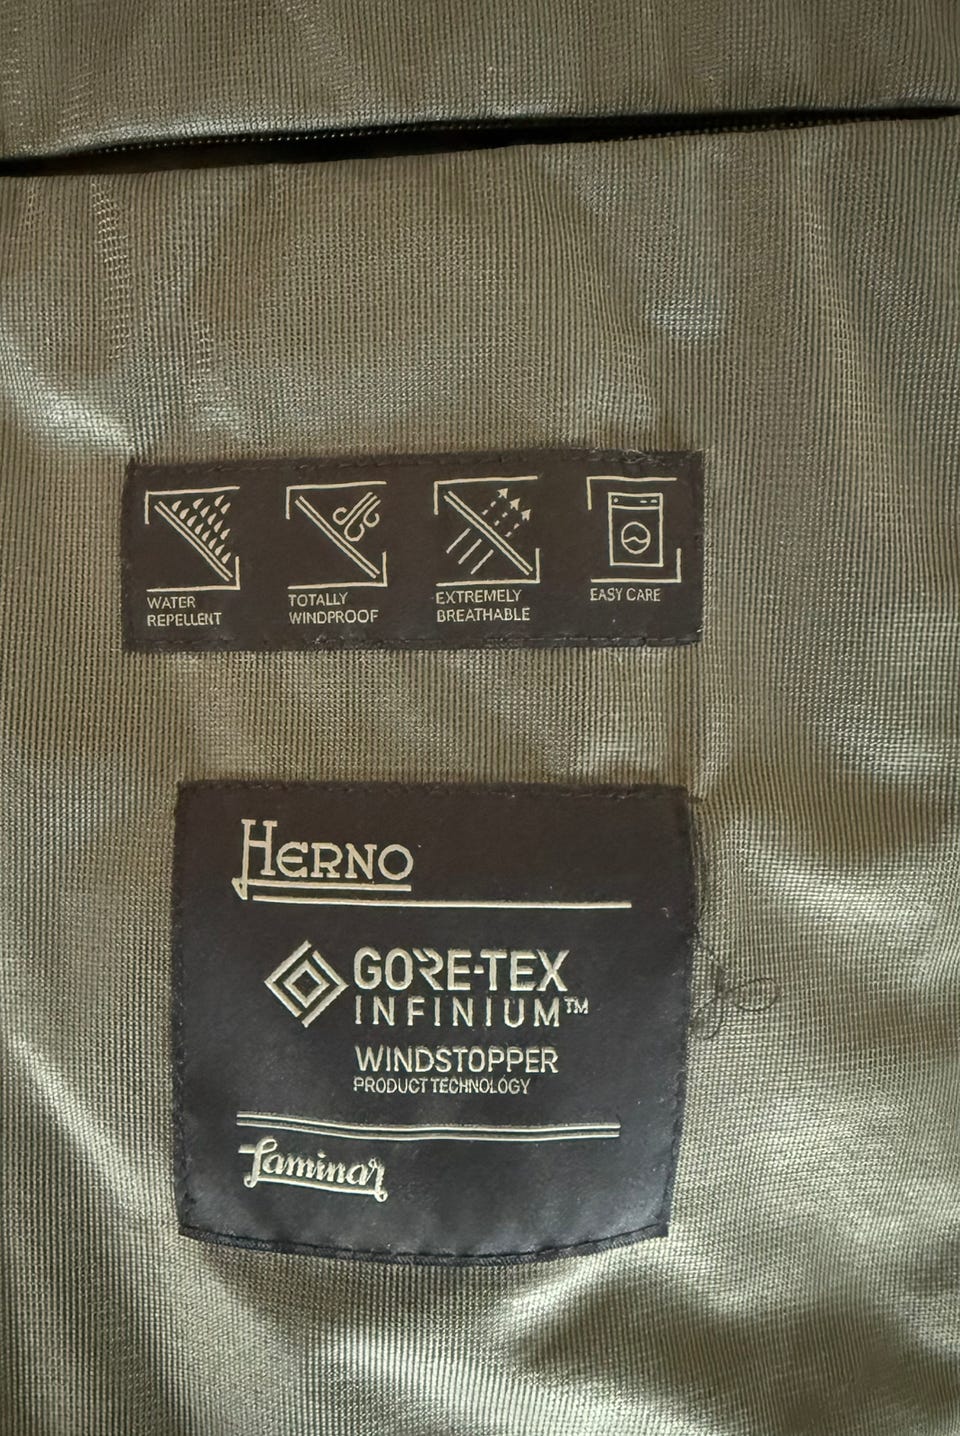 WATER
REPELLENT
TOTALLY
WINDPROOF
EXTREMELY
BREATHABLE
EASY CARE
HERNO
GORE-TEX
INFINIUM™
WINDSTOPPER
PRODUCT TECHNOLOGY
Laminar